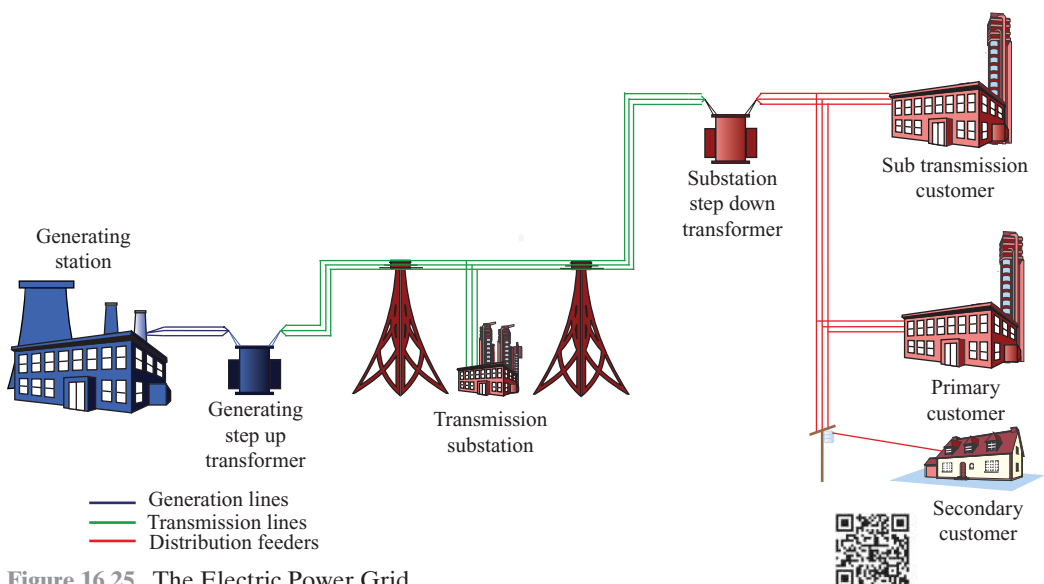 Generating
station
Generating
step up
transformer
Transmission
substation
Substation
step down
transformer
Sub transmission
customer
Primary
customer
Secondary
customer
Generation lines
Transmission lines
Distribution feeders
Figure 16.25 The Electric Power Grid